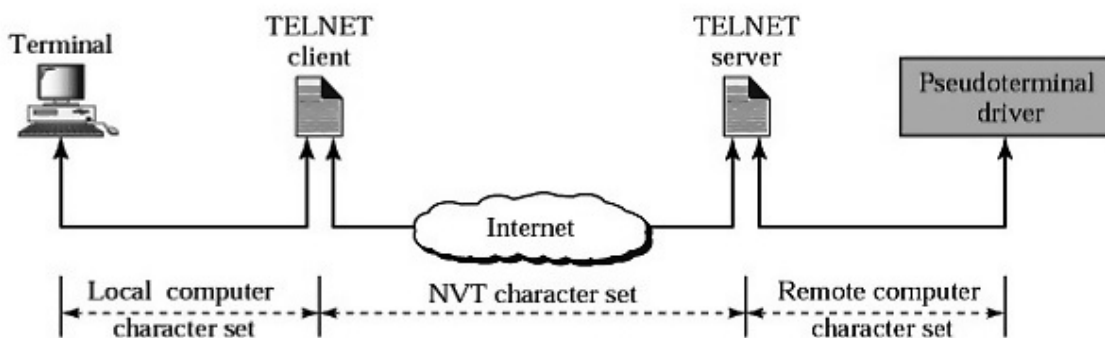 Terminal
TELNET
client
TELNET
server
Pseudoterminal
driver
Internet
Local computer
character set
NVT character set
Remote computer
character set